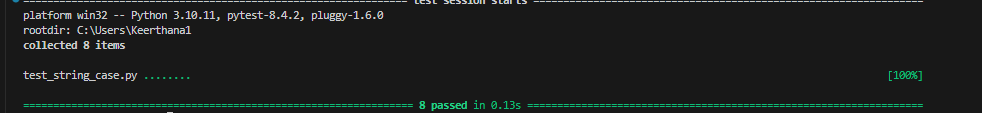 ============================= test session starts =============================
platform win32 -- Python 3.10.11, pytest-8.4.2, pluggy-1.6.0
rootdir: C:\Users\Keerthana1
collected 8 items
test_string_case.py ........ [100%]
============================= 8 passed in 0.13s =============================